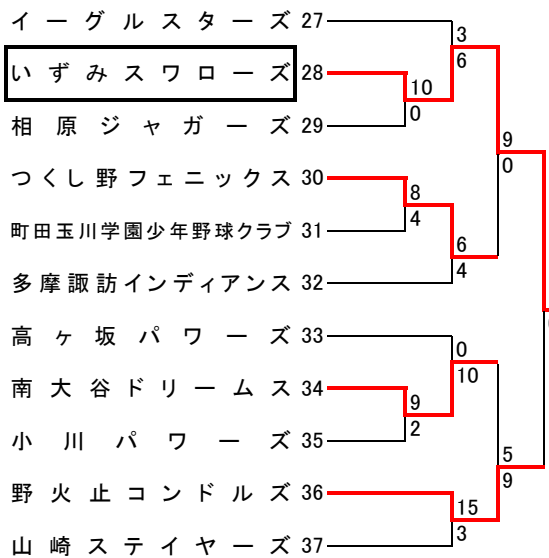 イーグルスターズ 27
3
6
いずみスワローズ 28
10
0
相原ジャガーズ 29
9
0
つくし野フェニックス 30
8
4
町田玉川学園少年野球クラブ 31
6
4
多摩諏訪インディアンス 32
高ヶ坂パワーズ 33
0
10
南大谷ドリームス 34
9
2
小川パワーズ 35
5
9
野火止コンドルズ 36
15
3
山崎ステイヤーズ 37